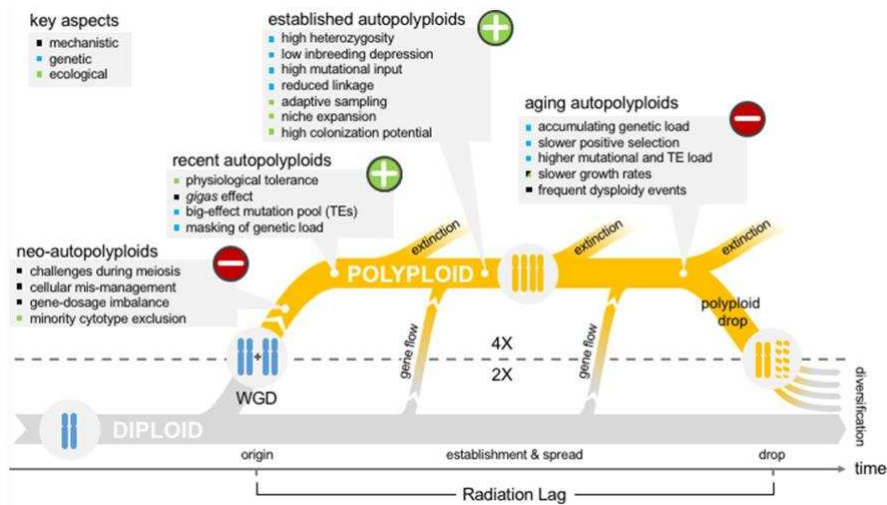 key aspects
mechanistic
genetic
ecological
established autopolyploids
high heterozygosity
low inbreeding depression
high mutational input
reduced linkage
adaptive sampling
niche expansion
high colonization potential
aging autopolyploids
accumulating genetic load
slower positive selection
higher mutational and TE load
slower growth rates
frequent dysploidy events
recent autopolyploids
physiological tolerance
gigas effect
big-effect mutation pool (TEs)
masking of genetic load
neo-autopolyploids
challenges during meiosis
cellular mis-management
gene-dosage imbalance
minority cytotype exclusion
extinction
extinction
extinction
POLYPLOID
polyploid
drop
gene flow
gene flow
4X
2X
WGD
DIPLOID
diversification
origin
establishment & spread
drop
time
Radiation Lag